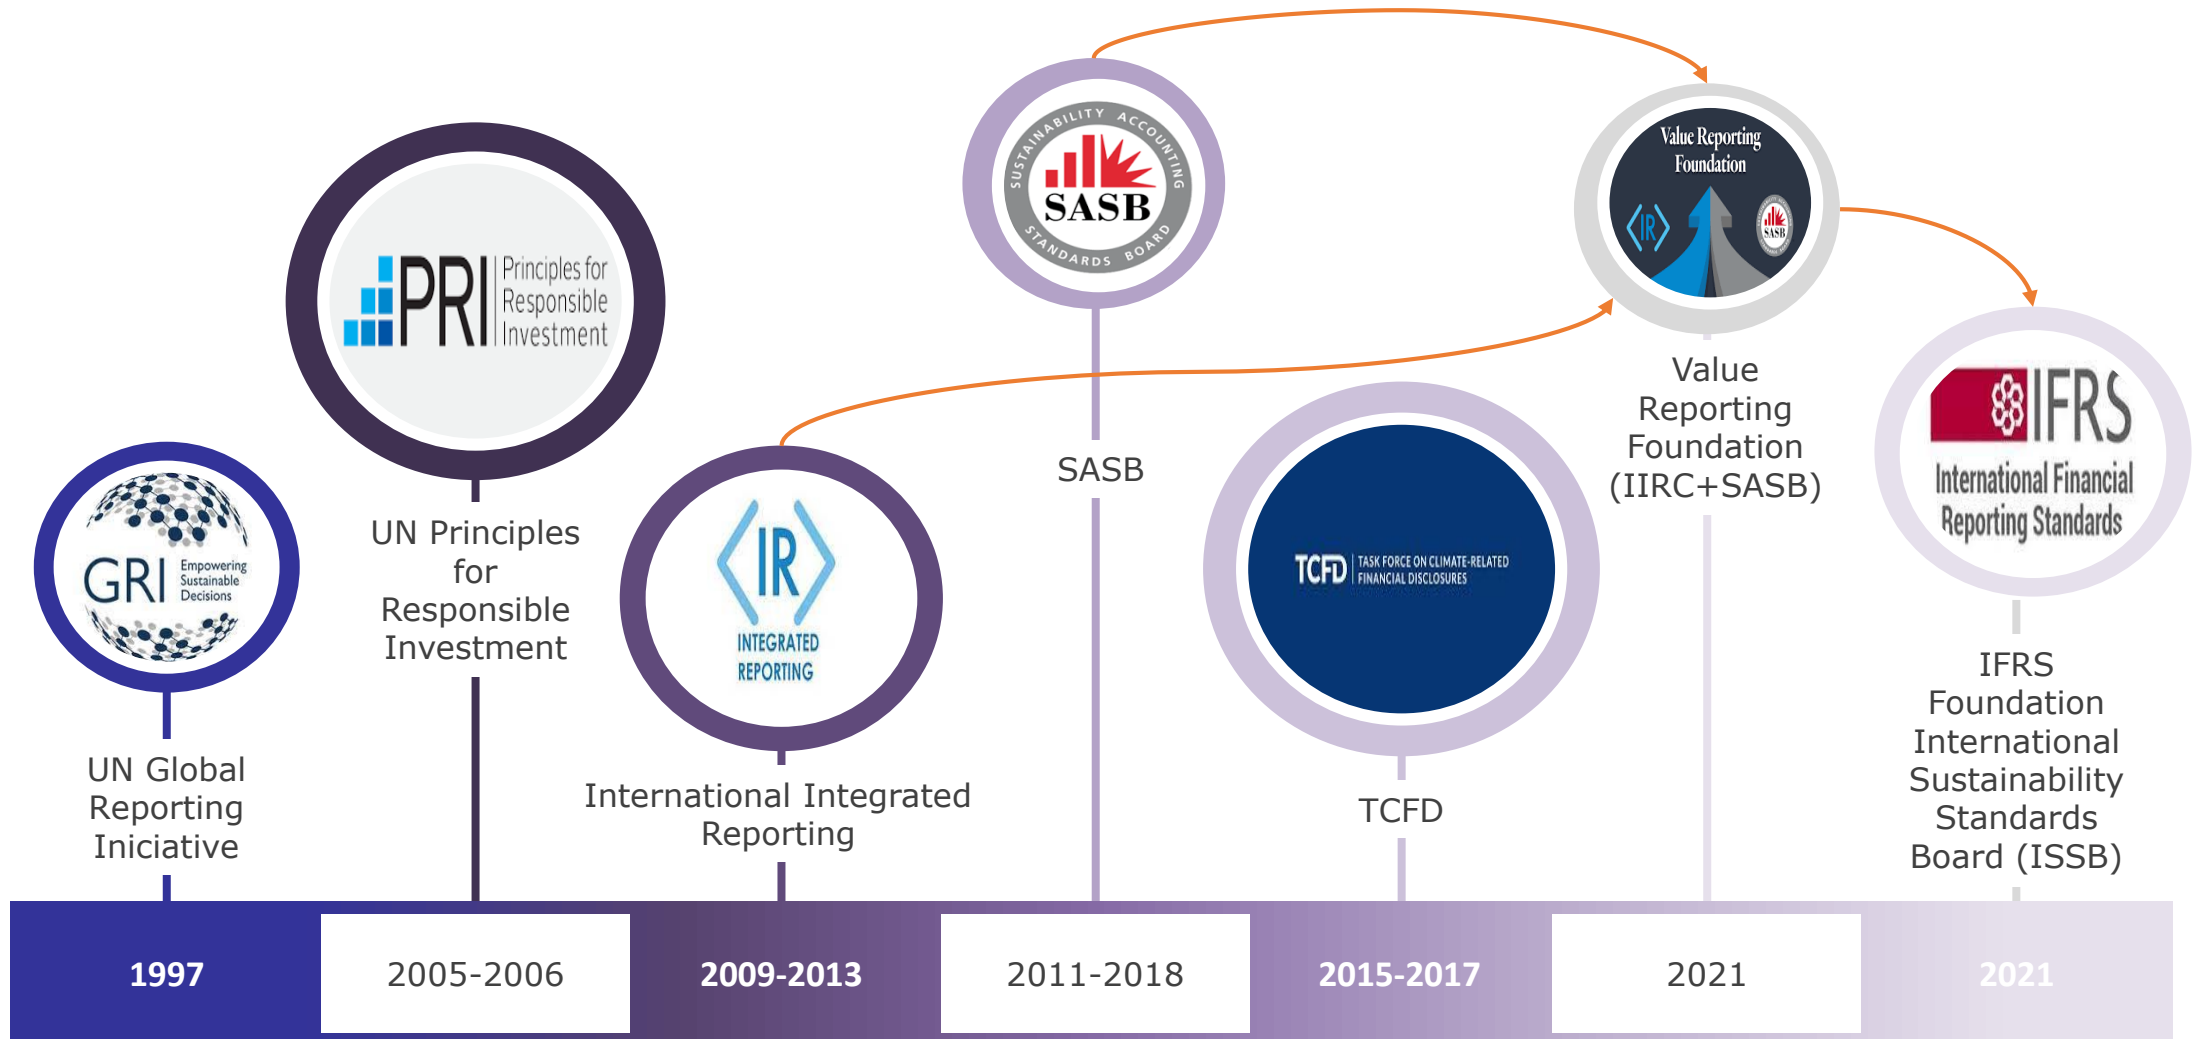 SUSTAINABILITY ACCOUNTING
SASB
STANDARDS BOARD
Value Reporting
Foundation
IR
SASB
PRI
Principles for
Responsible
Investment
IFRS
International Financial
Reporting Standards
Value
Reporting
Foundation
(IIRC+SASB)
SASB
GRI
Empowering
Sustainable
Decisions
UN Principles
for
Responsible
Investment
IR
INTEGRATED
REPORTING
TCFD
TASK FORCE ON CLIMATE-RELATED
FINANCIAL DISCLOSURES
IFRS
Foundation
International
Sustainability
Standards
Board (ISSB)
UN Global
Reporting
Iniciative
International Integrated
Reporting
TCFD
1997
2005-2006
2009-2013
2011-2018
2015-2017
2021
2021